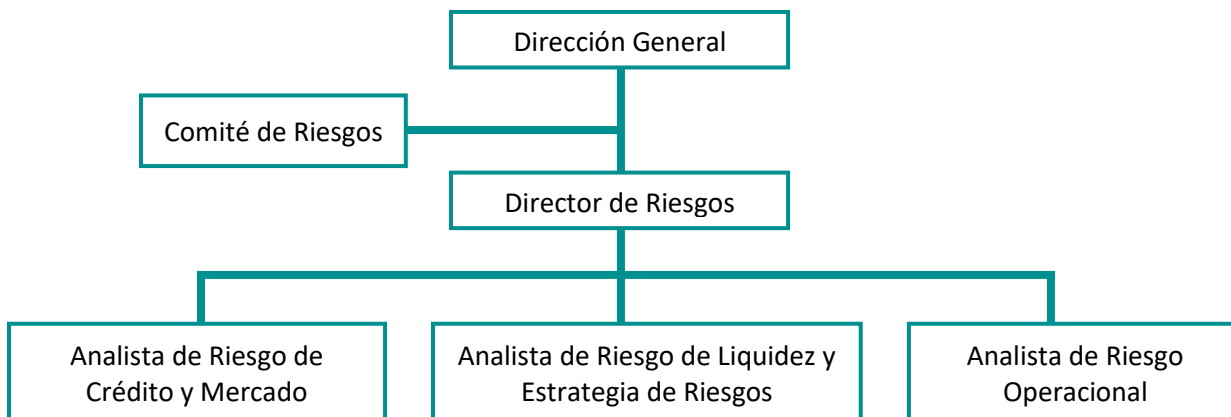 Dirección General
Comité de Riesgos
Director de Riesgos
Analista de Riesgo de
Crédito y Mercado
Analista de Riesgo de Liquidez y
Estrategia de Riesgos
Analista de Riesgo
Operacional